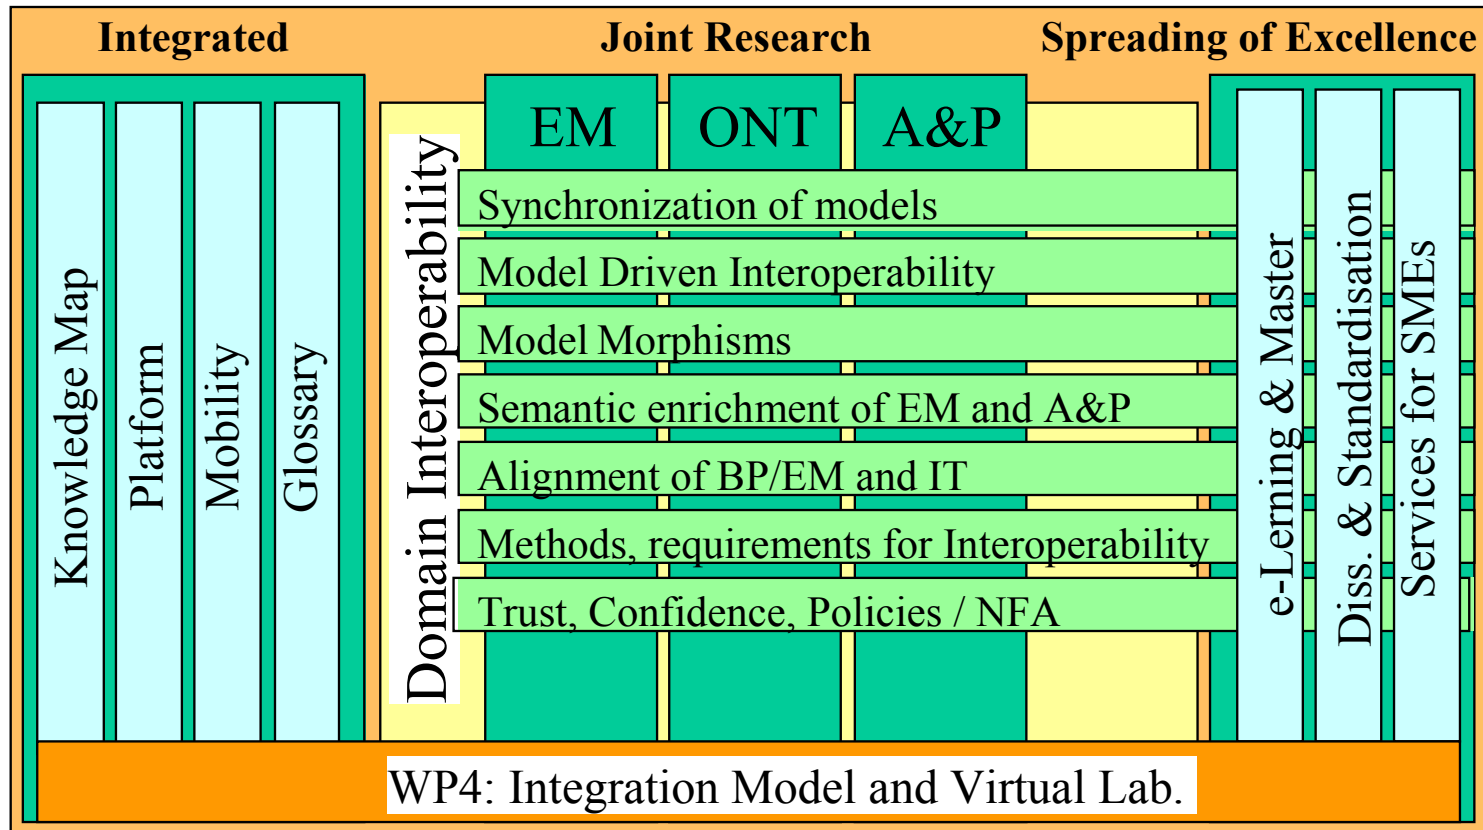 Integrated
Joint Research
Spreading of Excellence
Knowledge Map
Platform
Mobility
Glossary
Domain Interoperability
EM
ONT
A&P
Synchronization of models
Model Driven Interoperability
Model Morphisms
Semantic enrichment of EM and A&P
Alignment of BP/EM and IT
Methods, requirements for Interoperability
Trust, Confidence, Policies / NFA
e-Lerning & Master
Diss. & Standardisation
Services for SMEs
WP4: Integration Model and Virtual Lab.